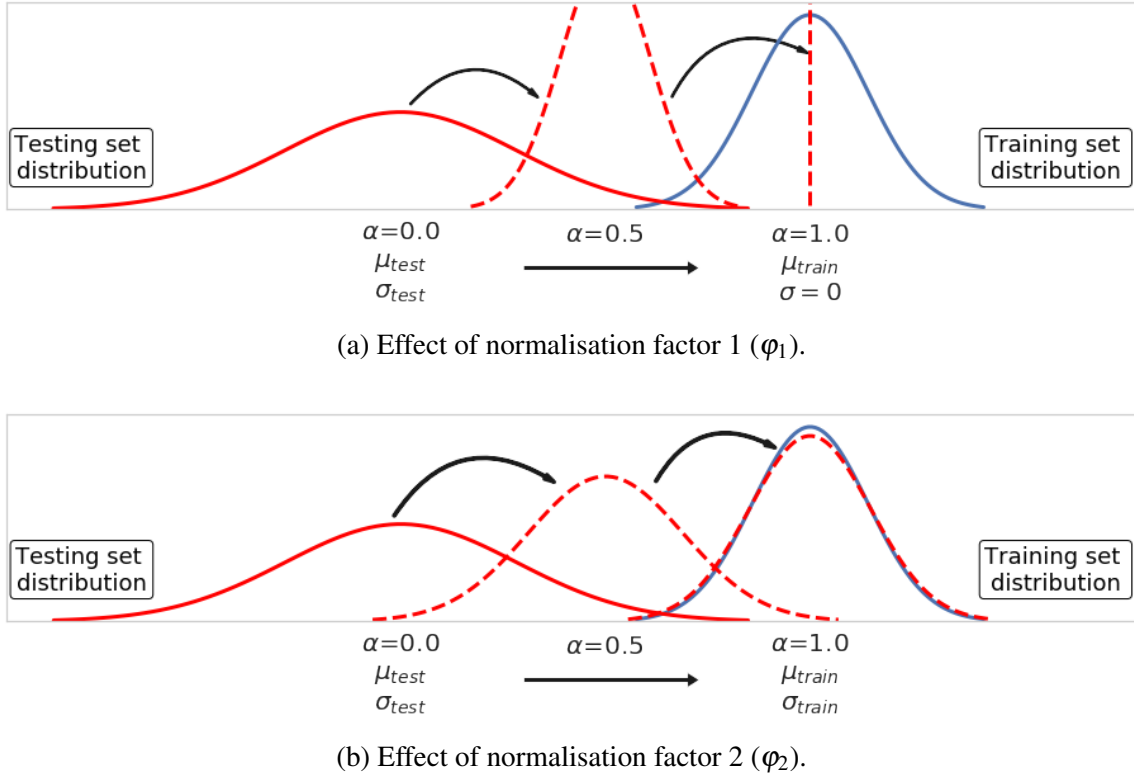 Testing set
distribution
Training set
distribution
α=0.0 α=0.5 α=1.0
μtest μtrain
σtest σ = 0
(a) Effect of normalisation factor 1 (φ₁).
Testing set
distribution
Training set
distribution
α=0.0 α=0.5 α=1.0
μtest μtrain
σtest σtrain
(b) Effect of normalisation factor 2 (φ₂).